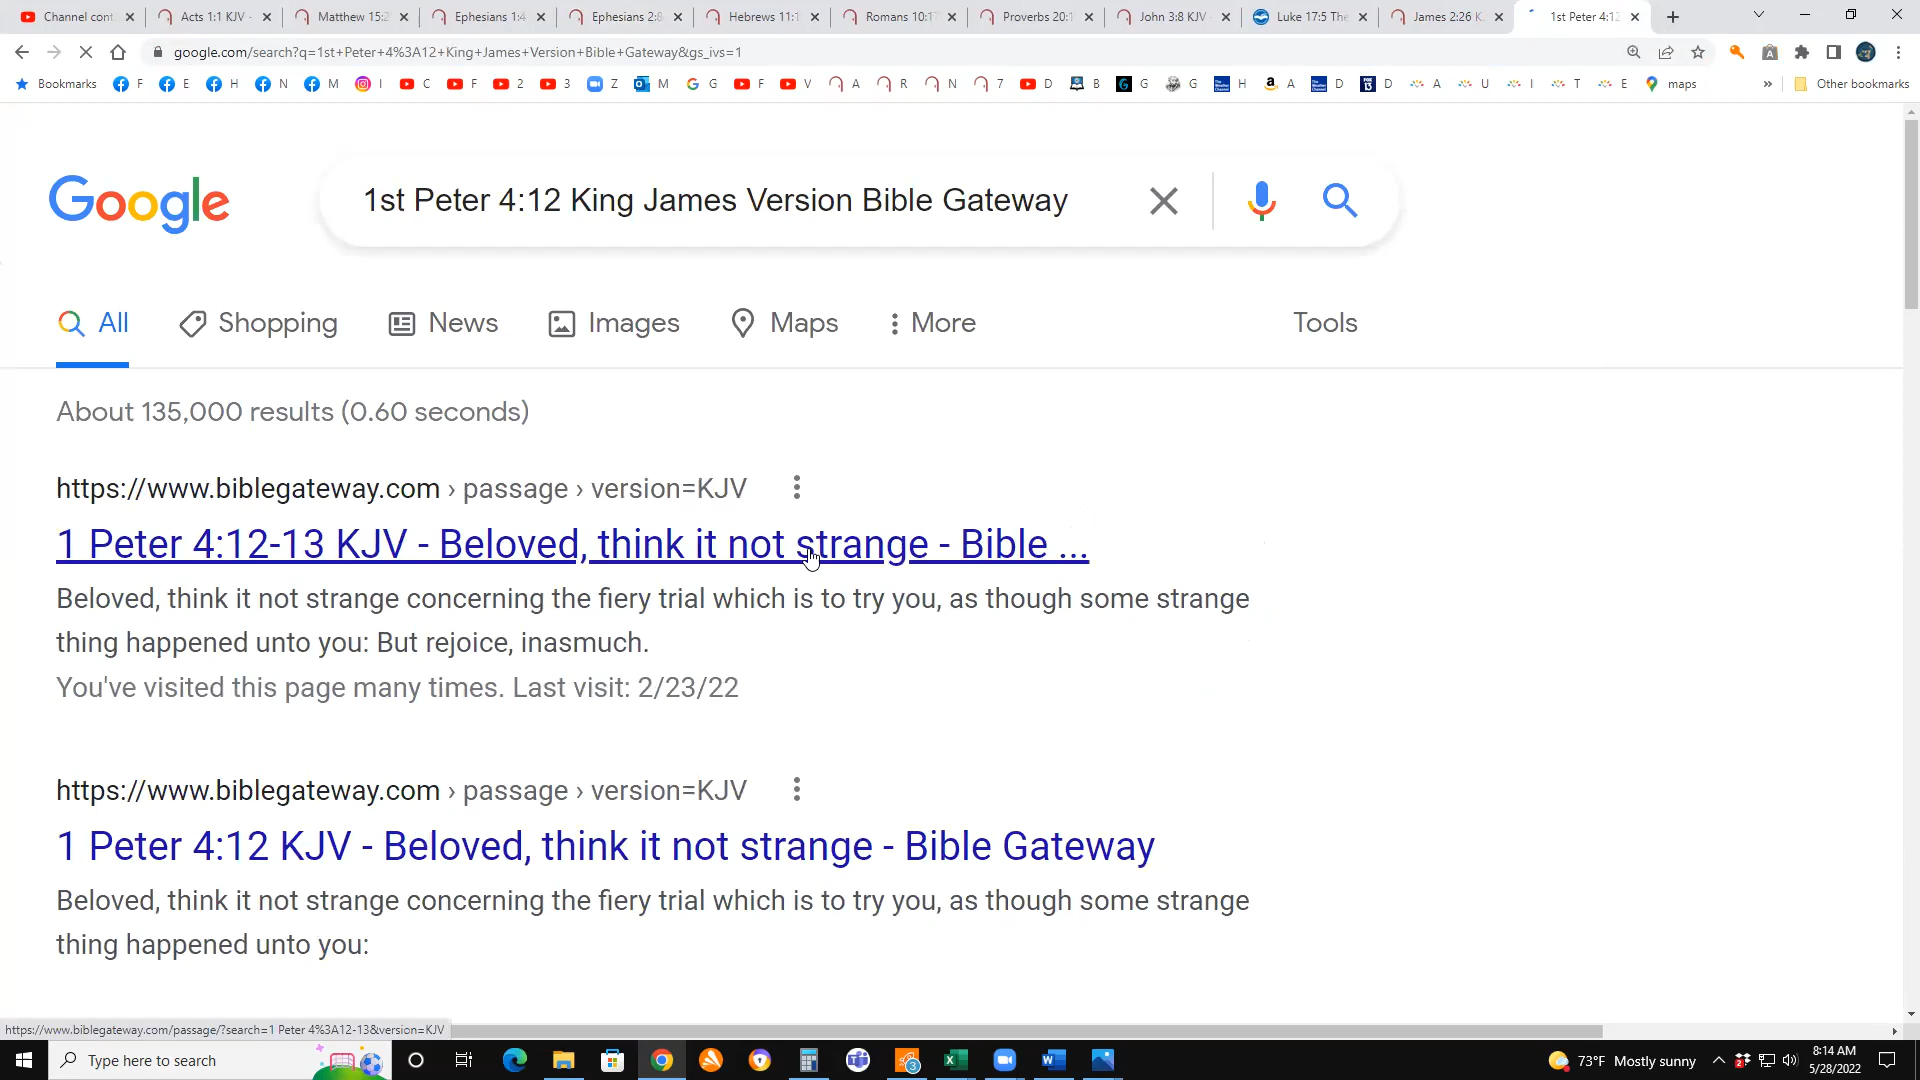 Channel cont
Acts 1:1 KJV -
Matthew 15:2
Ephesians 1:4
Ephesians 2:8
Hebrews 11:1
Romans 10:17
Proverbs 20:1
John 3:8 KJV
Luke 17:5 The
James 2:26 K
1st Peter 4:12
google.com/search?q=1st+Peter+4%3A12+King+James+Version+Bible+Gateway&gs_ivs=1
Bookmarks F E H N M I C F 2 3 Z M G F V A R N 7 D B G G H A D D A U I T E maps » Other bookmarks
Google
1st Peter 4:12 King James Version Bible Gateway
All Shopping News Images Maps More Tools
About 135,000 results (0.60 seconds)
https://www.biblegateway.com › passage › version=KJV
1 Peter 4:12-13 KJV - Beloved, think it not strange - Bible ...
Beloved, think it not strange concerning the fiery trial which is to try you, as though some strange
thing happened unto you: But rejoice, inasmuch.
You've visited this page many times. Last visit: 2/23/22
https://www.biblegateway.com › passage › version=KJV
1 Peter 4:12 KJV - Beloved, think it not strange - Bible Gateway
Beloved, think it not strange concerning the fiery trial which is to try you, as though some strange
thing happened unto you:
https://www.biblegateway.com/passage/?search=1 Peter 4%3A12-13&version=KJV
Type here to search
3
73°F Mostly sunny
2
8:14 AM
5/28/2022